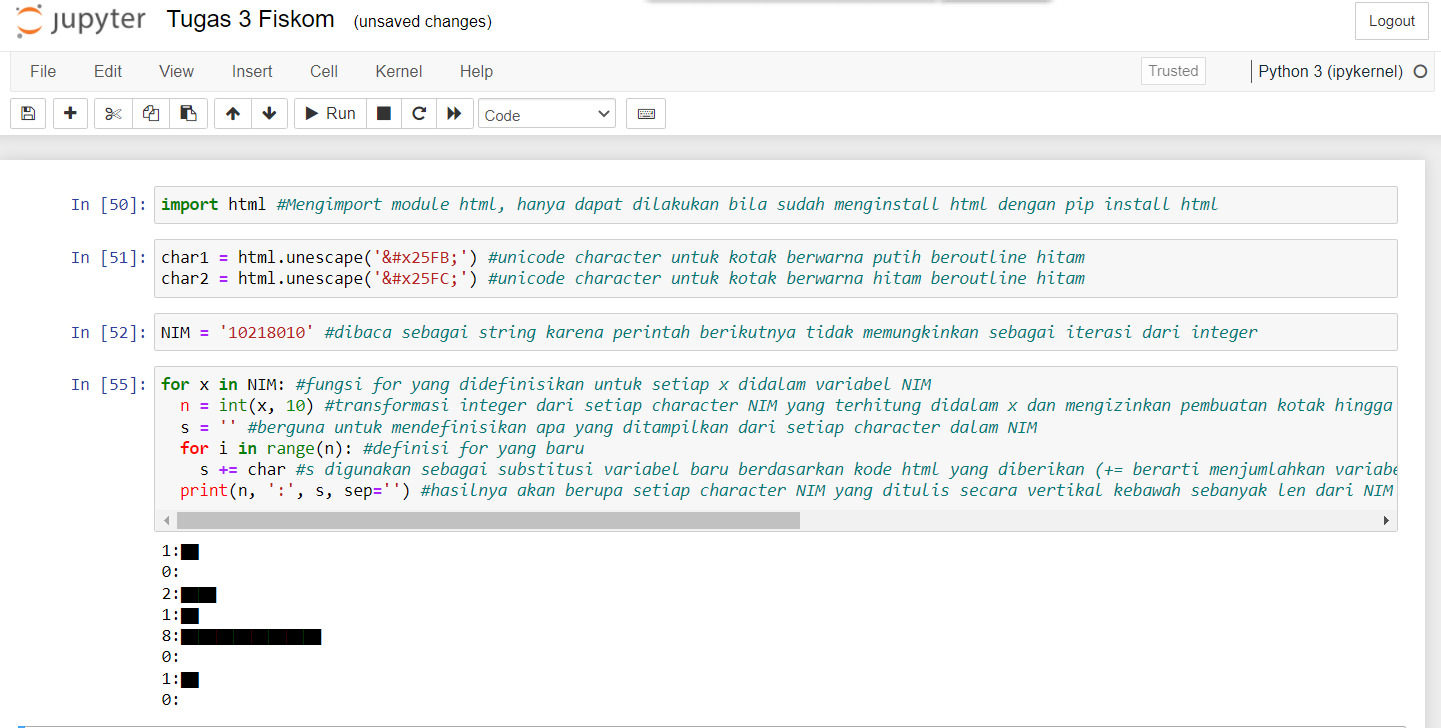 jupyter Tugas 3 Fiskom (unsaved changes) Logout
File Edit View Insert Cell Kernel Help Trusted Python 3 (ipykernel)
Run Code
In [50]: import html #Mengimport module html, hanya dapat dilakukan bila sudah menginstall html dengan pip install html
In [51]: char1 = html.unescape('&#x25FB;') #unicode character untuk kotak berwarna putih beroutline hitam
char2 = html.unescape('&#x25FC;') #unicode character untuk kotak berwarna hitam beroutline hitam
In [52]: NIM = '10218010' #dibaca sebagai string karena perintah berikutnya tidak memungkinkan sebagai iterasi dari integer
In [55]: for x in NIM: #fungsi for yang didefinisikan untuk setiap x didalam variabel NIM
n = int(x, 10) #transformasi integer dari setiap character NIM yang terhitung didalam x dan mengizinkan pembuatan kotak hingga
s = '' #berguna untuk mendefinisikan apa yang ditampilkan dari setiap character dalam NIM
for i in range(n): #definisi for yang baru
s += char #s digunakan sebagai substitusi variabel baru berdasarkan kode html yang diberikan (+= berarti menjumlahkan
print(n, ':', s, sep='') #hasilnya akan berupa setiap character NIM yang ditulis secara vertikal kebawah sebanyak len dari NIM
1:██
0:
2:████
1:██
8:████████████████
0:
1:██
0: